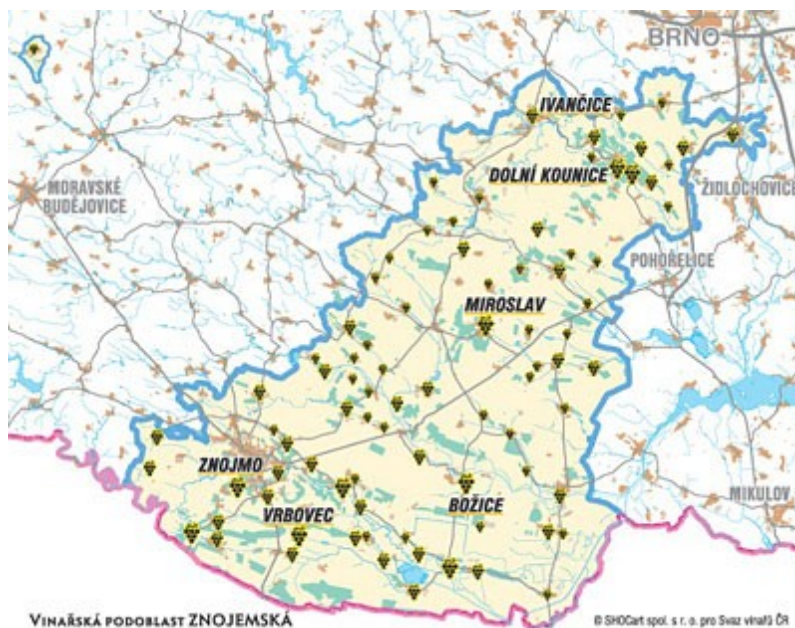 BRNO
IVANČICE
DOLNÍ KOUNICE
ŽIDLOCHOVICE
MORAVSKÉ
BUDĚJOVICE
POHOŘELICE
MIROSLAV
ZNOJMO
VRBOVEC
BOŽICE
MIKULOV
VINAŘSKÁ PODOBLAST ZNOJEMSKÁ
© SHOCart spol. s r. o. pro Svaz vinařů ČR